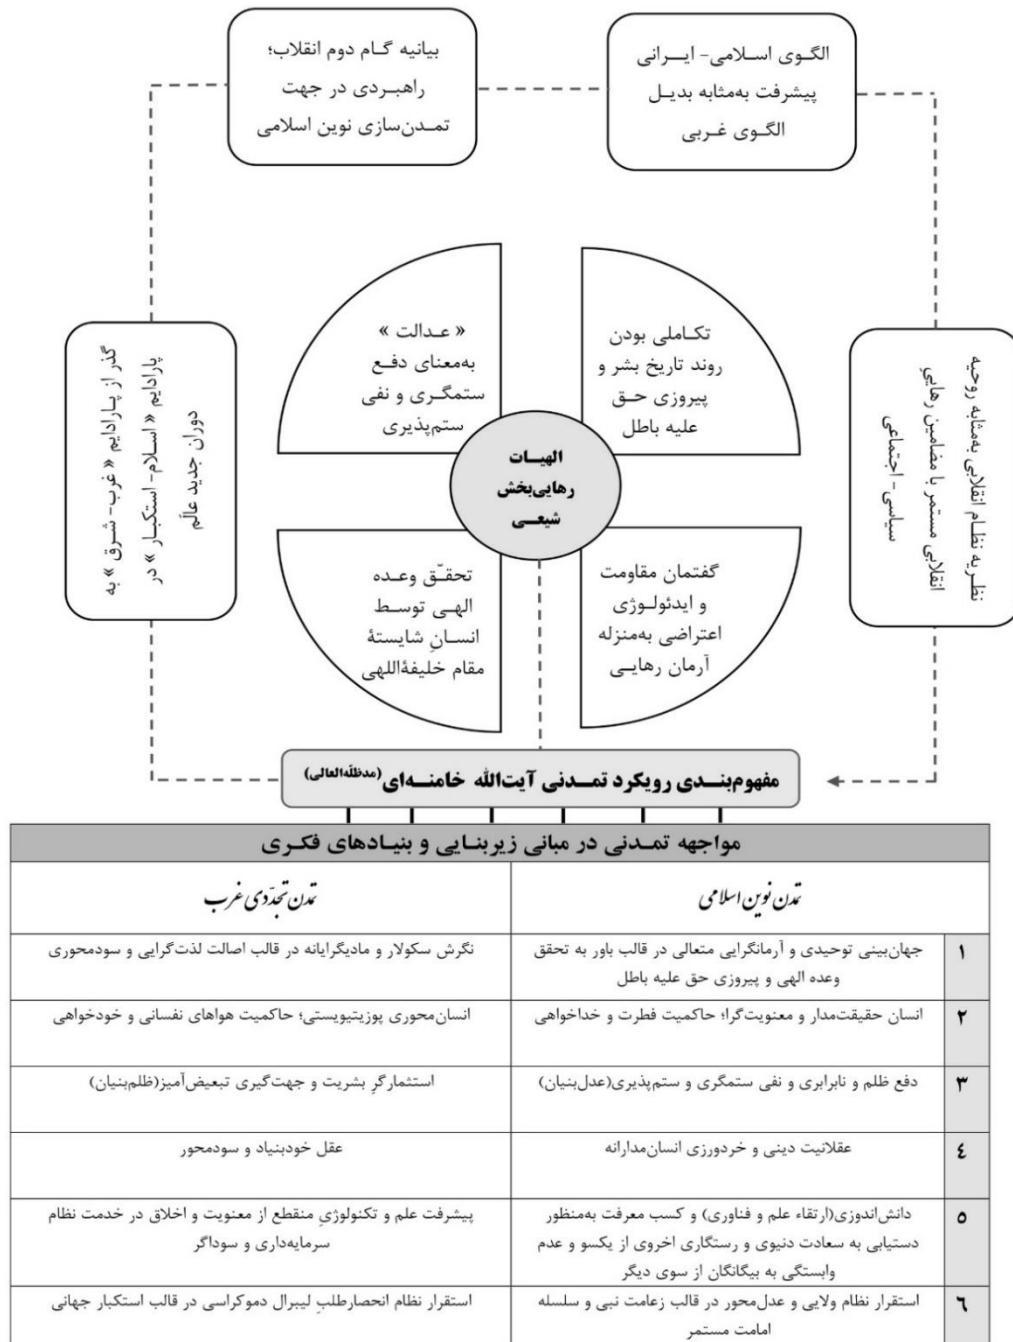 الگوی اسلامی- ایرانی
پیشرفت به‌مثابه بدیل
الگوی غربی
بیانیه گام دوم انقلاب؛
راهبردی در جهت
تمدن‌سازی نوین اسلامی
نظریه نظام انقلابی به‌مثابه روحیه
انقلابی مستمر با مضامین رهایی
سیاسی- اجتماعی
گذر از پارادایم «غرب- شرق» به
پارادایم «اسلام- استکبار» در
دوران جدید عالَم
تکاملی بودن
روند تاریخ بشر و
پیروزی حق
علیه باطل
« عدالت »
به‌معنای دفع
ستمگری و نفی
ستم‌پذیری
الهیات
رهایی‌بخش
شیعی
گفتمان مقاومت
و ایدئولوژی
اعتراضی به‌منزله
آرمان رهایی
تحقّق وعده
الهی توسط
انسانِ شایستهٔ
مقام خلیفةاللهی
مفهوم‌بندی رویکرد تمدنی آیت‌الله خامنه‌ای(مدظلّه‌العالی)
مواجهه تمدنی در مبانی زیربنایی و بنیادهای فکری
تمدن نوین اسلامی
تمدن تجدّدی غرب
۱
جهان‌بینی توحیدی و آرمانگرایی متعالی در قالب باور به تحقق
وعده الهی و پیروزی حق علیه باطل
نگرش سکولار و مادیگرایانه در قالب اصالت لذت‌گرایی و سودمحوری
۲
انسان حقیقت‌مدار و معنویت‌گرا؛ حاکمیت فطرت و خداخواهی
انسان‌محوری پوزیتیویستی؛ حاکمیت هواهای نفسانی و خودخواهی
۳
دفع ظلم و نابرابری و نفی ستمگری و ستم‌پذیری(عدل‌بنیان)
استثمارگرِ بشریت و جهت‌گیری تبعیض‌آمیز(ظلم‌بنیان)
٤
عقلانیت دینی و خردورزی انسان‌مدارانه
عقل خودبنیاد و سودمحور
٥
دانش‌اندوزی(ارتقاء علم و فناوری) و کسب معرفت به‌منظور
دستیابی به سعادت دنیوی و رستگاری اخروی از یکسو و عدم
وابستگی به بیگانگان از سوی دیگر
پیشرفت علم و تکنولوژیِ منقطع از معنویت و اخلاق در خدمت نظام
سرمایه‌داری و سوداگر
٦
استقرار نظام ولایی و عدل‌محور در قالب زعامت نبی و سلسله
امامت مستمر
استقرار نظام انحصارطلبِ لیبرال دموکراسی در قالب استکبار جهانی